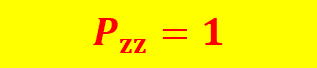 P_zz = 1